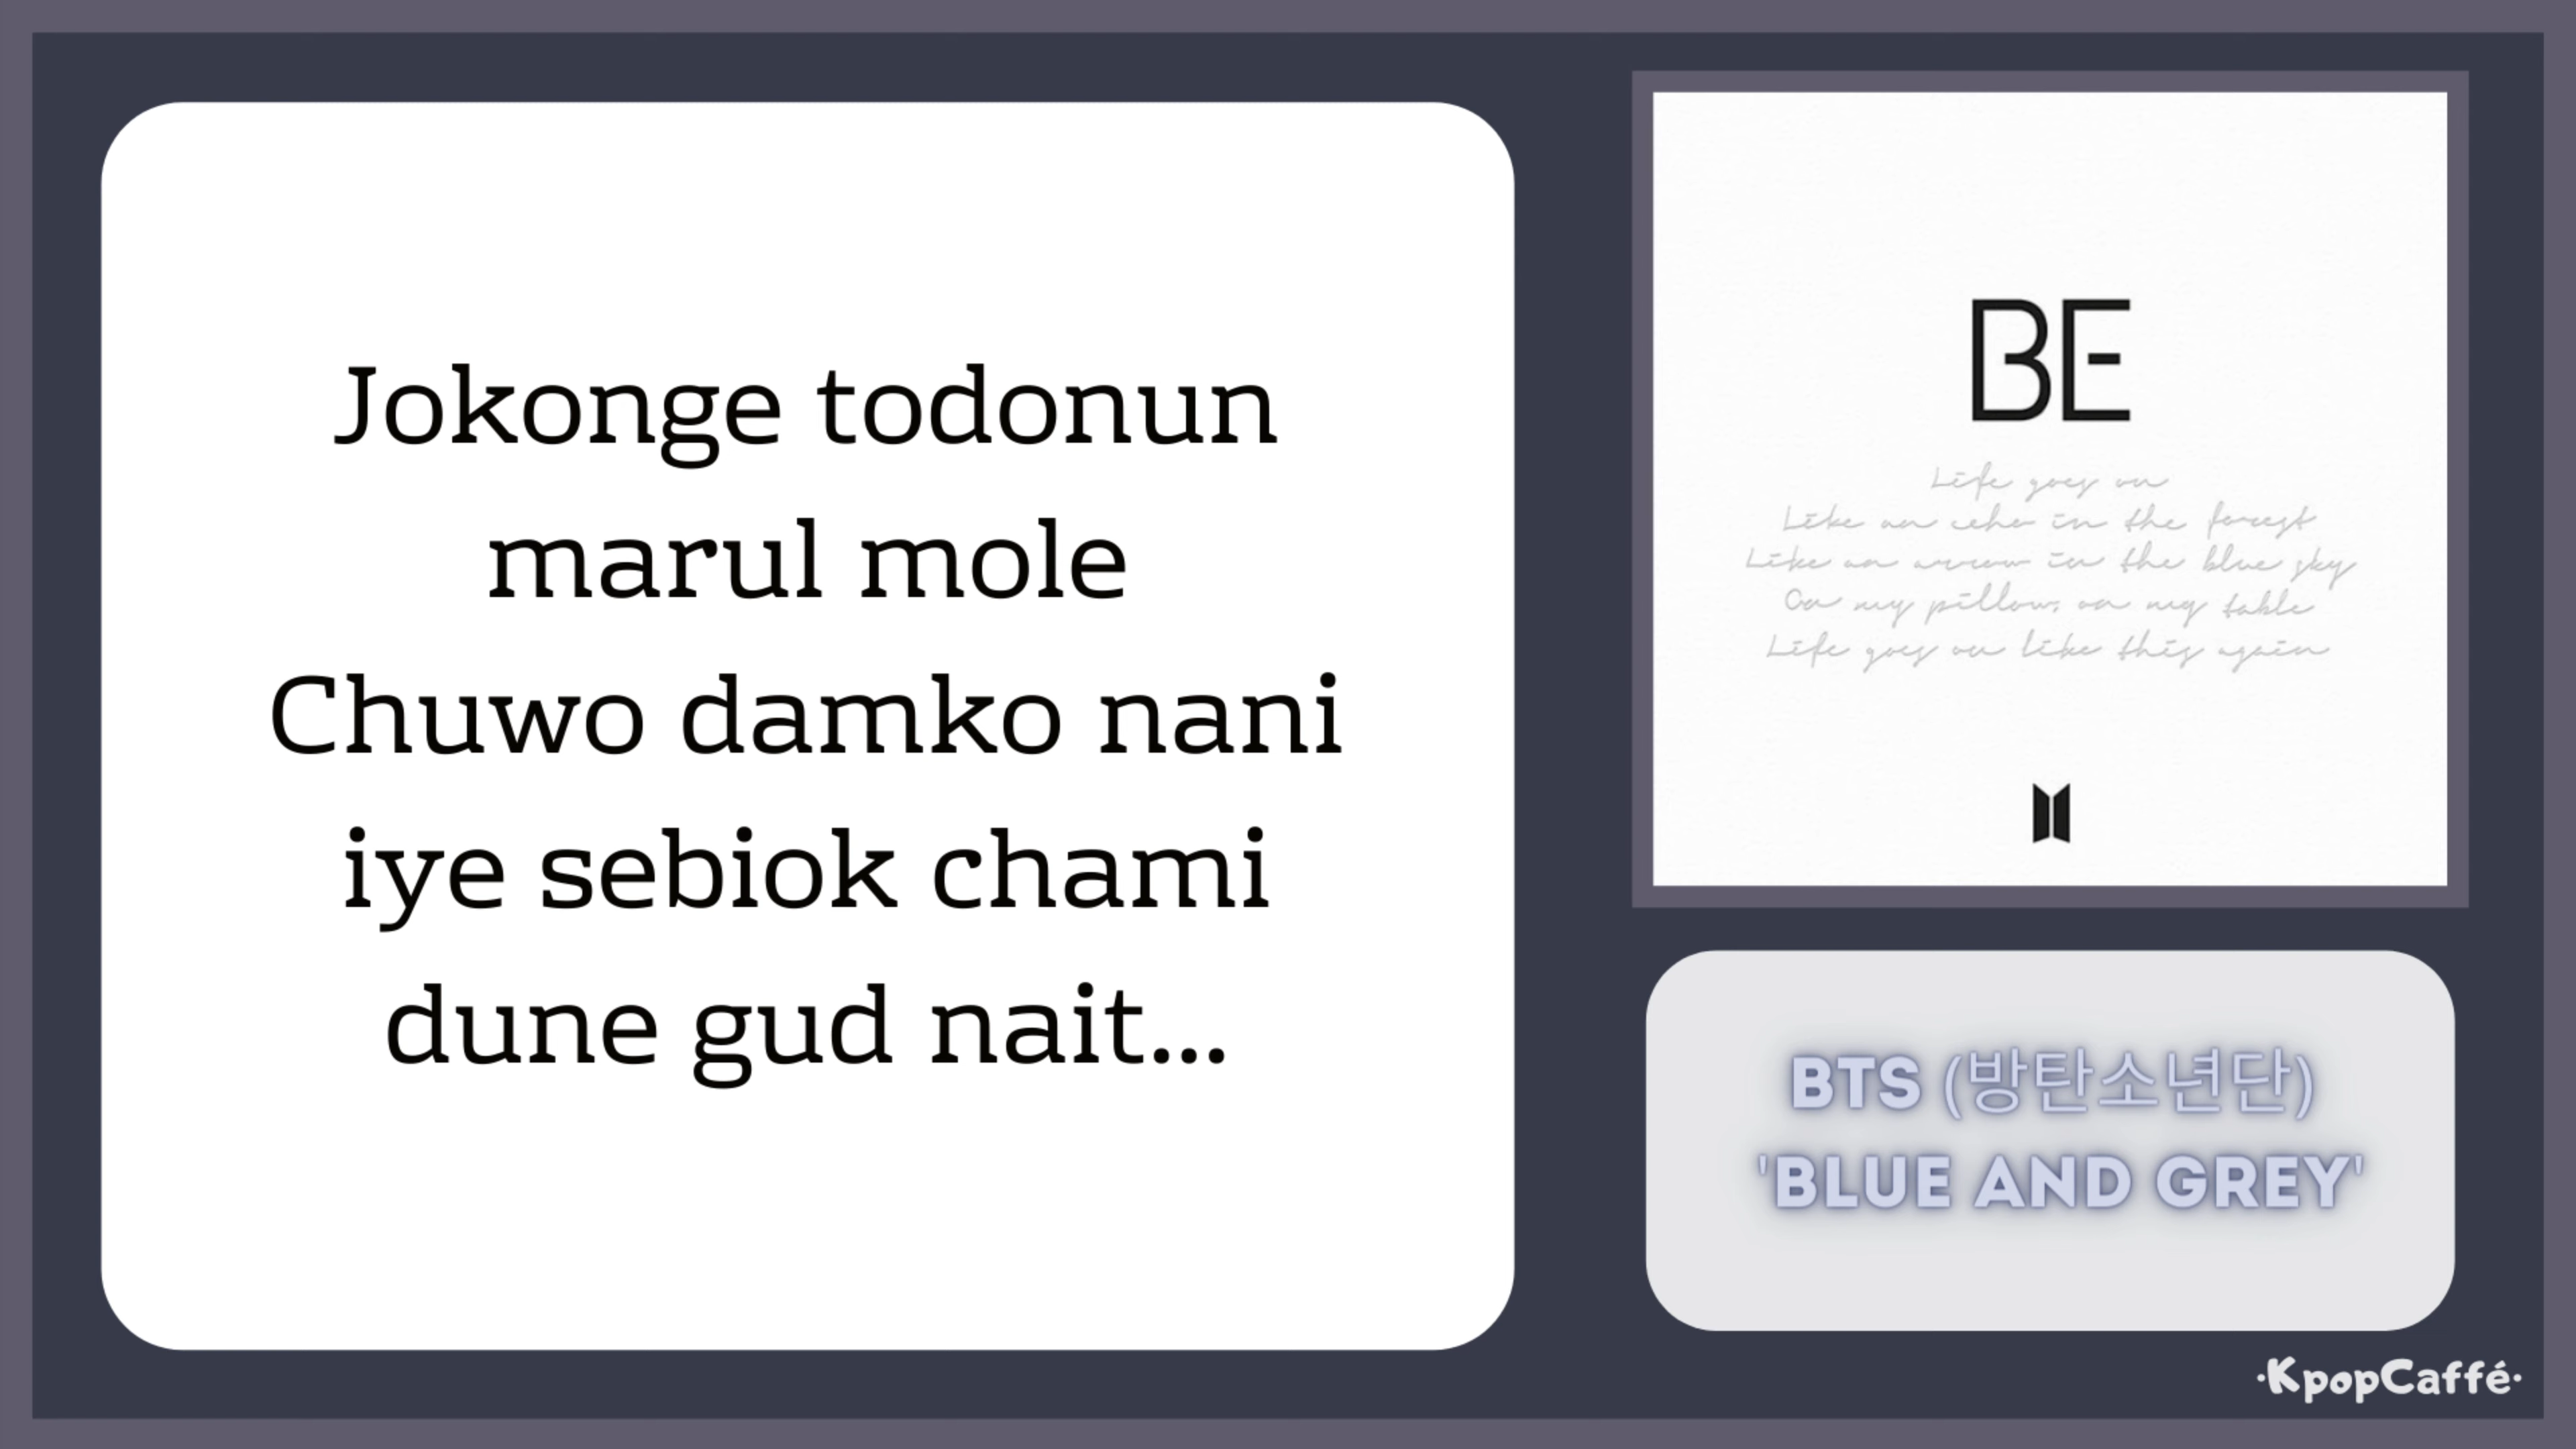 Jokonge todonun
marul mole
Chuwo damko nani
iye sebiok chami
dune gud nait...
BE
Life goes on
Like an echo in the forest
Like an arrow in the blue sky
On my pillow, on my table
Life goes on like this again
BTS (방탄소년단)
'BLUE AND GREY'
·KpopCaffé·